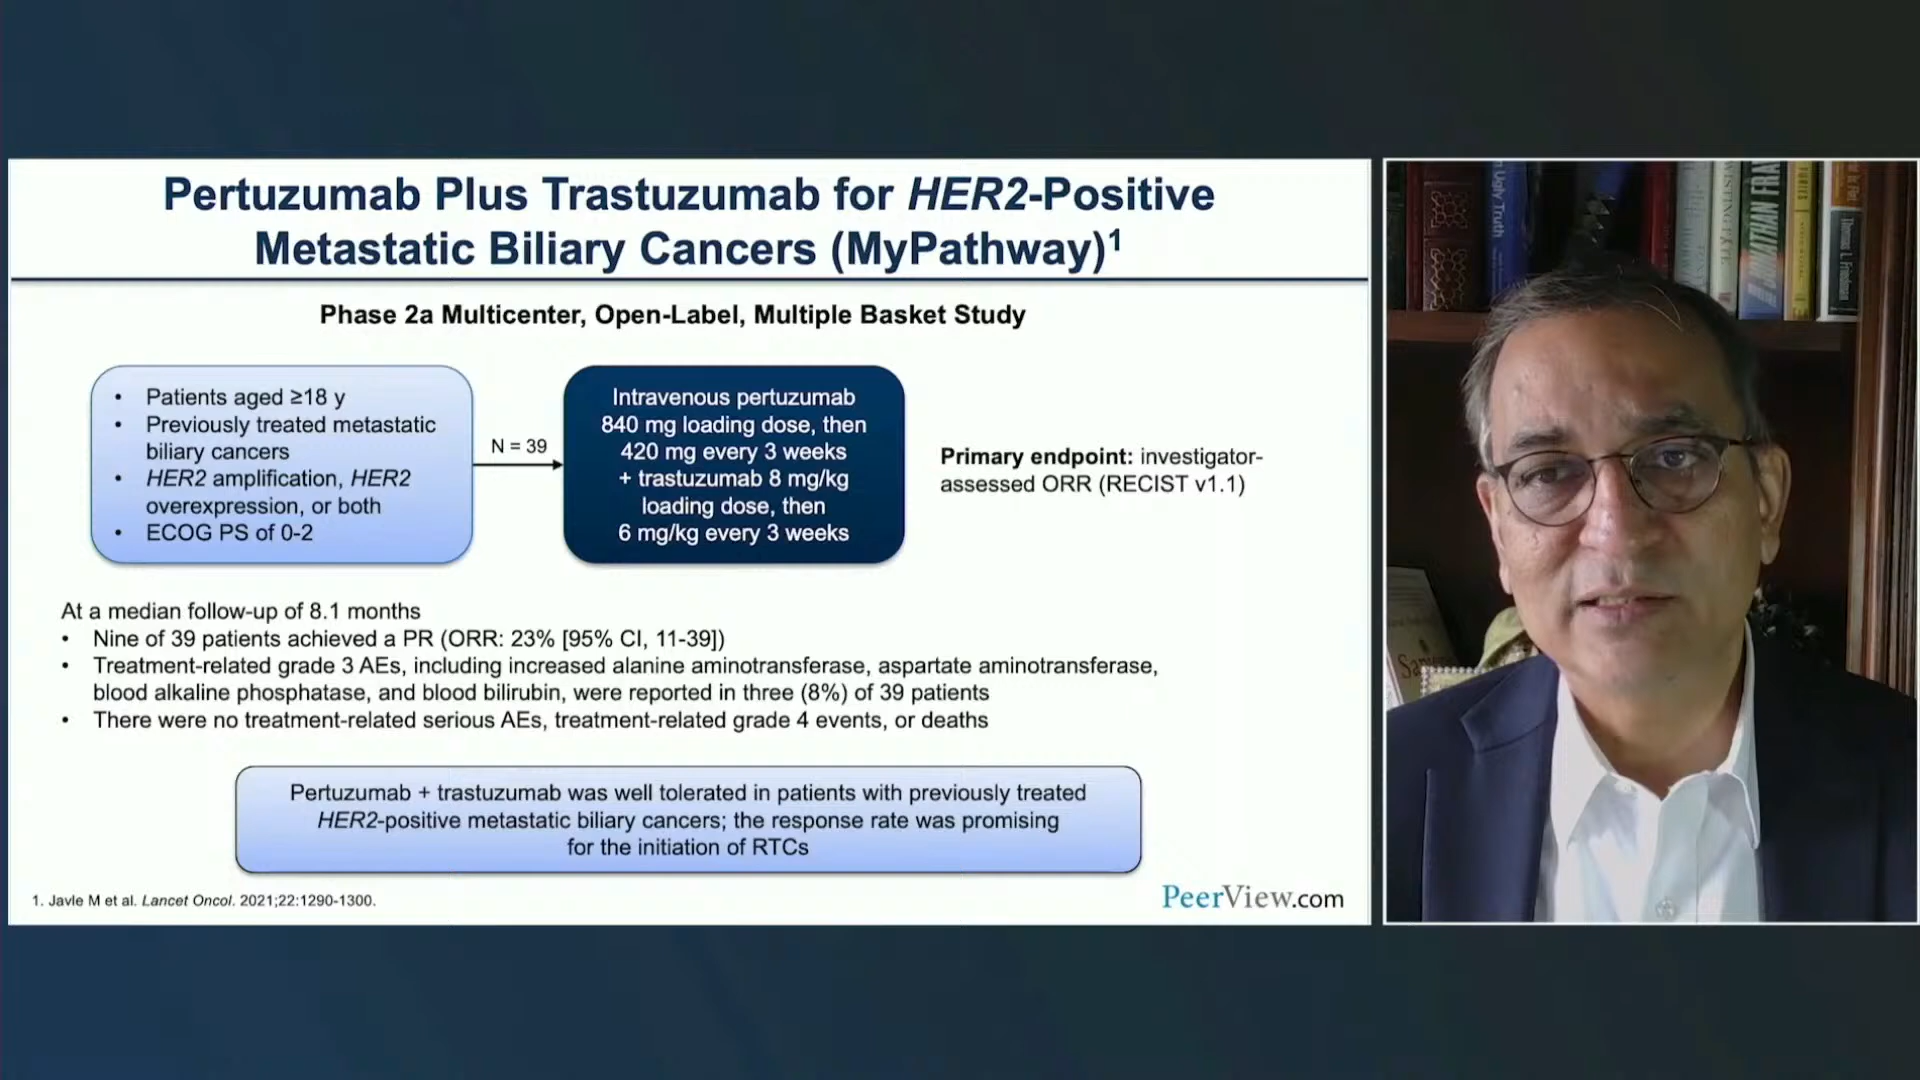 Pertuzumab Plus Trastuzumab for HER2-Positive
Metastatic Biliary Cancers (MyPathway)¹
Phase 2a Multicenter, Open-Label, Multiple Basket Study
• Patients aged ≥18 y
• Previously treated metastatic
biliary cancers
• HER2 amplification, HER2
overexpression, or both
• ECOG PS of 0-2
N = 39
Intravenous pertuzumab
840 mg loading dose, then
420 mg every 3 weeks
+ trastuzumab 8 mg/kg
loading dose, then
6 mg/kg every 3 weeks
Primary endpoint: investigator-
assessed ORR (RECIST v1.1)
At a median follow-up of 8.1 months
• Nine of 39 patients achieved a PR (ORR: 23% [95% CI, 11-39])
• Treatment-related grade 3 AEs, including increased alanine aminotransferase, aspartate aminotransferase,
blood alkaline phosphatase, and blood bilirubin, were reported in three (8%) of 39 patients
• There were no treatment-related serious AEs, treatment-related grade 4 events, or deaths
Pertuzumab + trastuzumab was well tolerated in patients with previously treated
HER2-positive metastatic biliary cancers; the response rate was promising
for the initiation of RTCs
1. Javle M et al. Lancet Oncol. 2021;22:1290-1300.
PeerView.com
Ugly Truth